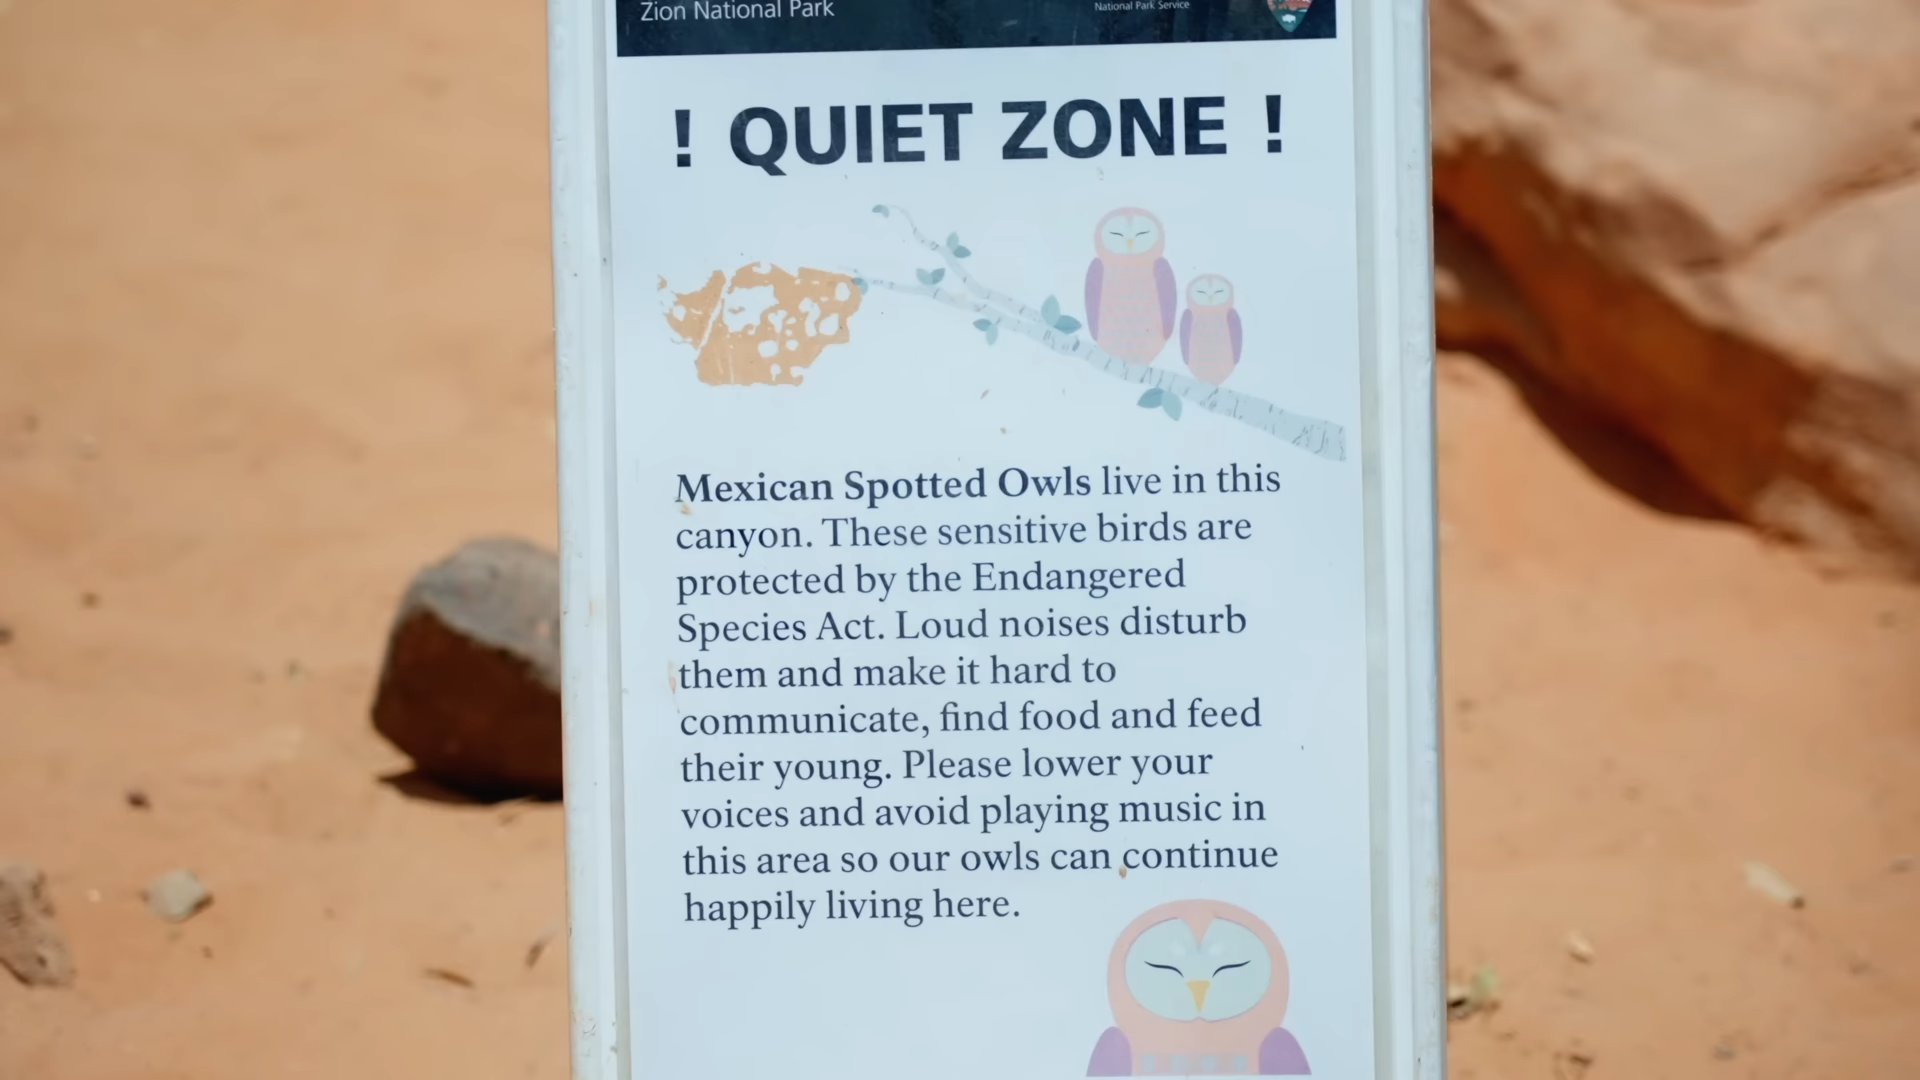 Zion National Park
National Park Service
! QUIET ZONE !
Mexican Spotted Owls live in this
canyon. These sensitive birds are
protected by the Endangered
Species Act. Loud noises disturb
them and make it hard to
communicate, find food and feed
their young. Please lower your
voices and avoid playing music in
this area so our owls can continue
happily living here.